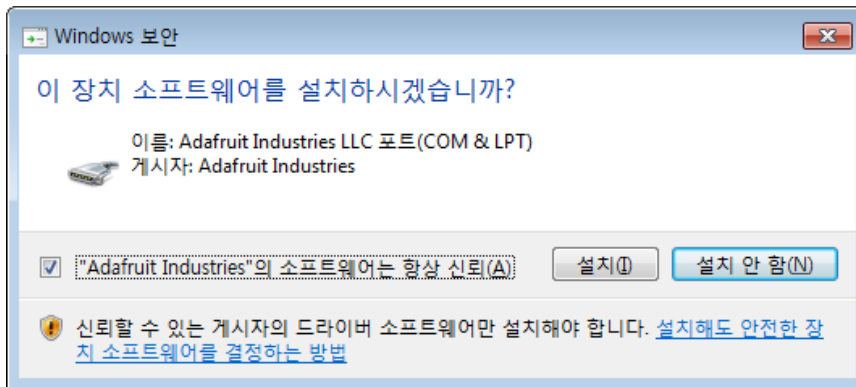 Windows 보안
이 장치 소프트웨어를 설치하시겠습니까?
이름: Adafruit Industries LLC 포트(COM & LPT)
게시자: Adafruit Industries
"Adafruit Industries"의 소프트웨어는 항상 신뢰(A)
설치(I)
설치 안 함(N)
신뢰할 수 있는 게시자의 드라이버 소프트웨어만 설치해야 합니다. 설치해도 안전한 장
치 소프트웨어를 결정하는 방법